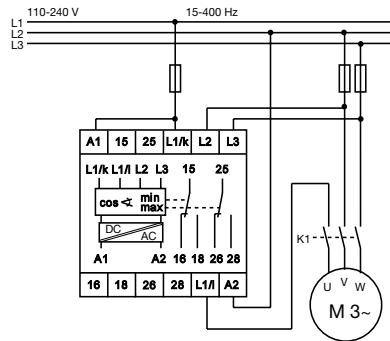 110-240 V 15-400 Hz
L1
L2
L3
A1 15 25 L1/k L2 L3
L1/k L1/l L2 L3 15 25
cos ∢ min
max
DC
AC
K1
A1 A2 16 18 26 28
16 18 26 28 L1/l A2
U V W
M 3~